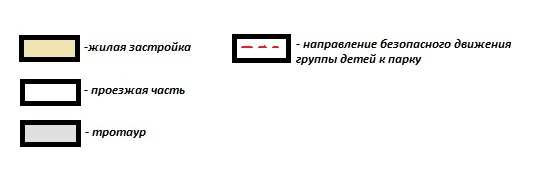 -жилая застройка
- проезжая часть
- тротаур
- направление безопасного движения
группы детей к парку